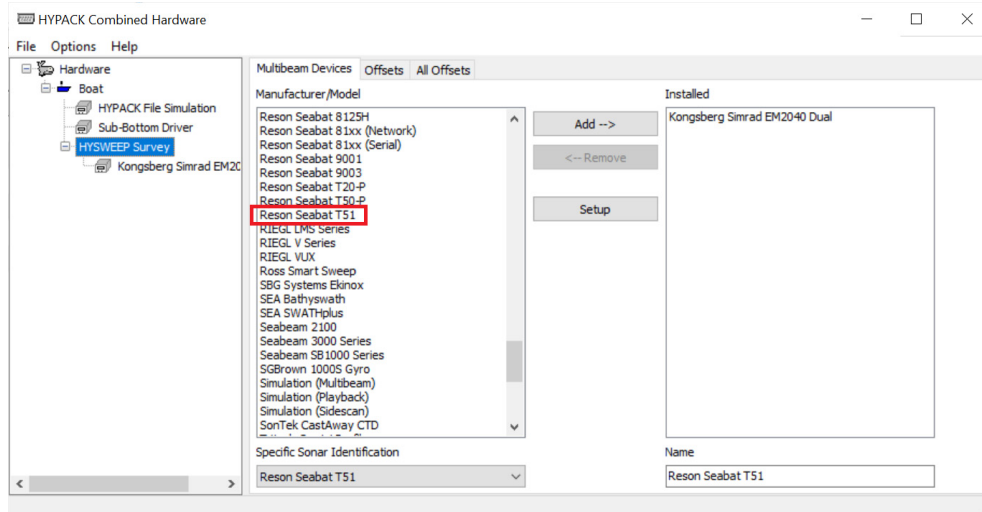 HYPACK Combined Hardware
File Options Help
Hardware
Boat
HYPACK File Simulation
Sub-Bottom Driver
HYSWEEP Survey
Kongsberg Simrad EM20
Multibeam Devices Offsets All Offsets
Manufacturer/Model
Reson Seabat 8125H
Reson Seabat 81xx (Network)
Reson Seabat 81xx (Serial)
Reson Seabat 9001
Reson Seabat 9003
Reson Seabat T20-P
Reson Seabat T50-P
Reson Seabat T51
RIEGL LMS Series
RIEGL V Series
RIEGL VUX
Ross Smart Sweep
SBG Systems Ekinox
SEA Bathyswath
SEA SWATHplus
Seabeam 2100
Seabeam 3000 Series
Seabeam SB1000 Series
SGBrown 1000S Gyro
Simulation (Multibeam)
Simulation (Playback)
Simulation (Sidescan)
SonTek CastAway CTD
Specific Sonar Identification
Reson Seabat T51
Add -->
<-- Remove
Setup
Installed
Kongsberg Simrad EM2040 Dual
Name
Reson Seabat T51